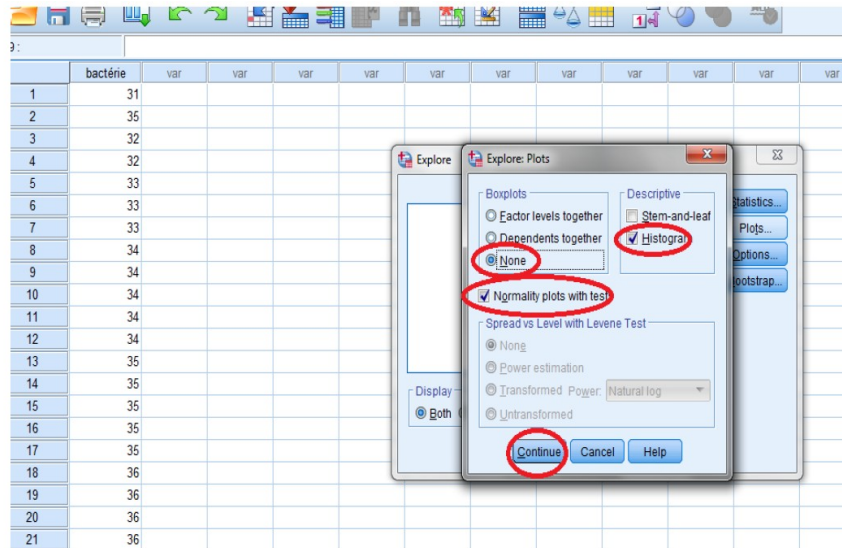 9 :
bactérie var var var var var var var var var var var
1 31
2 35
3 32
4 32
5 33
6 33
7 33
8 34
9 34
10 34
11 34
12 34
13 35
14 35
15 35
16 35
17 35
18 36
19 36
20 36
21 36
Explore
Statistics...
Plots...
Options...
Bootstrap...
Display
Both
Explore: Plots
Boxplots
Factor levels together
Dependents together
None
Descriptive
Stem-and-leaf
Histogram
Normality plots with tests
Spread vs Level with Levene Test
None
Power estimation
Transformed Power: Natural log
Untransformed
Continue Cancel Help